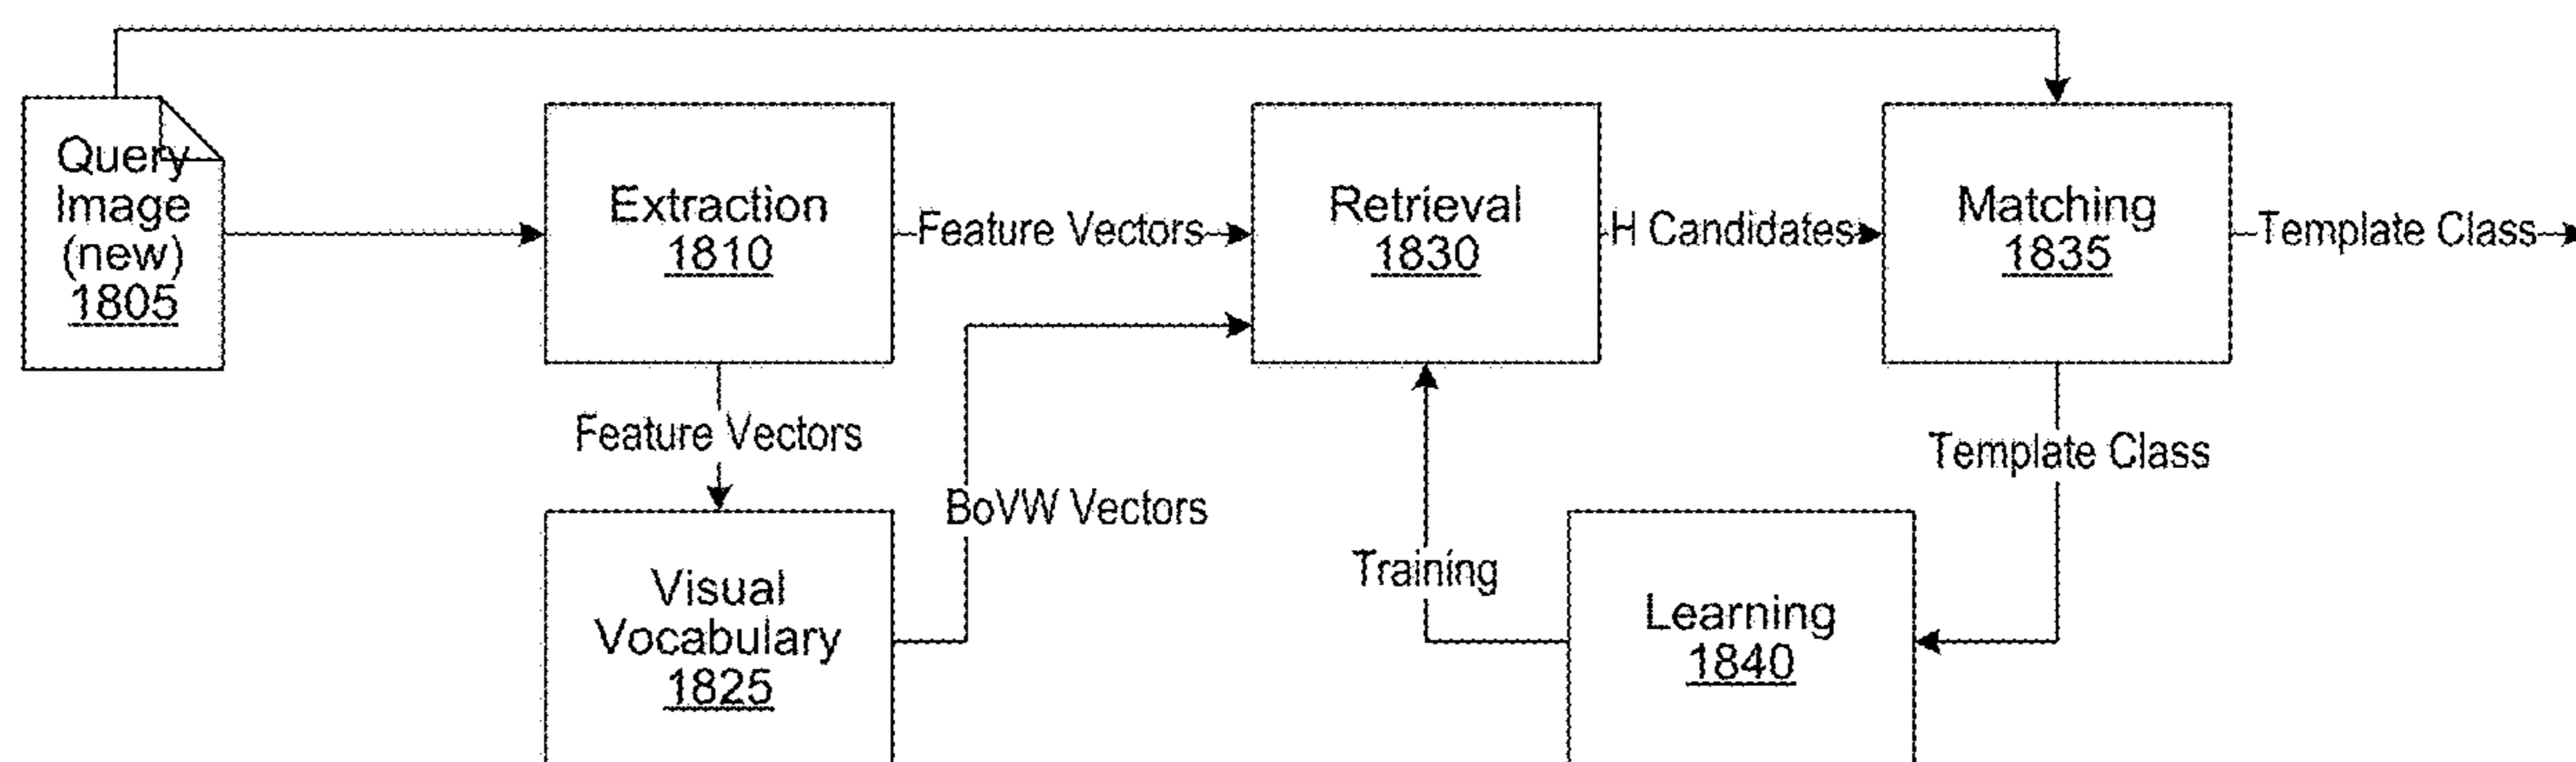 Query
Image
(new)
1805
Extraction
1810
Feature Vectors
Retrieval
1830
H Candidates
Matching
1835
Template Class
Feature Vectors
BoVW Vectors
Template Class
Training
Visual
Vocabulary
1825
Learning
1840